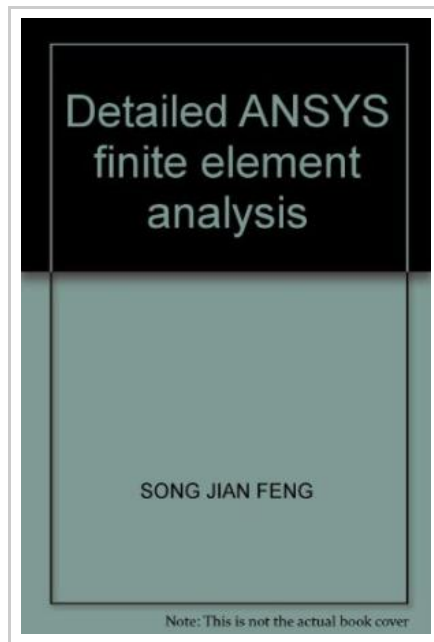 Detailed ANSYS
finite element
analysis
SONG JIAN FENG
Note: This is not the actual book cover